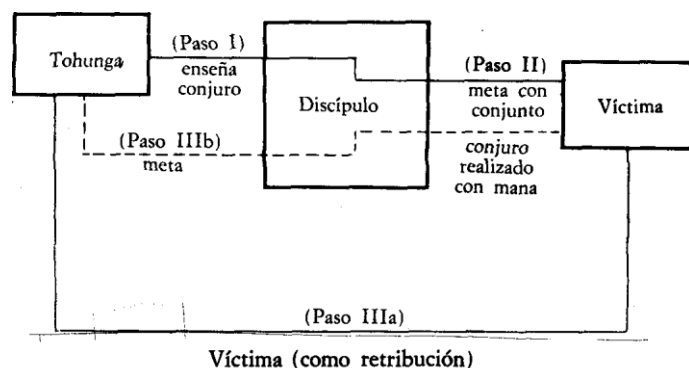 Tohunga
(Paso I)
enseña
conjuro
Discípulo
(Paso II)
meta con
conjunto
Víctima
(Paso IIIb)
meta
conjuro
realizado
con mana
(Paso IIIa)
Víctima (como retribución)